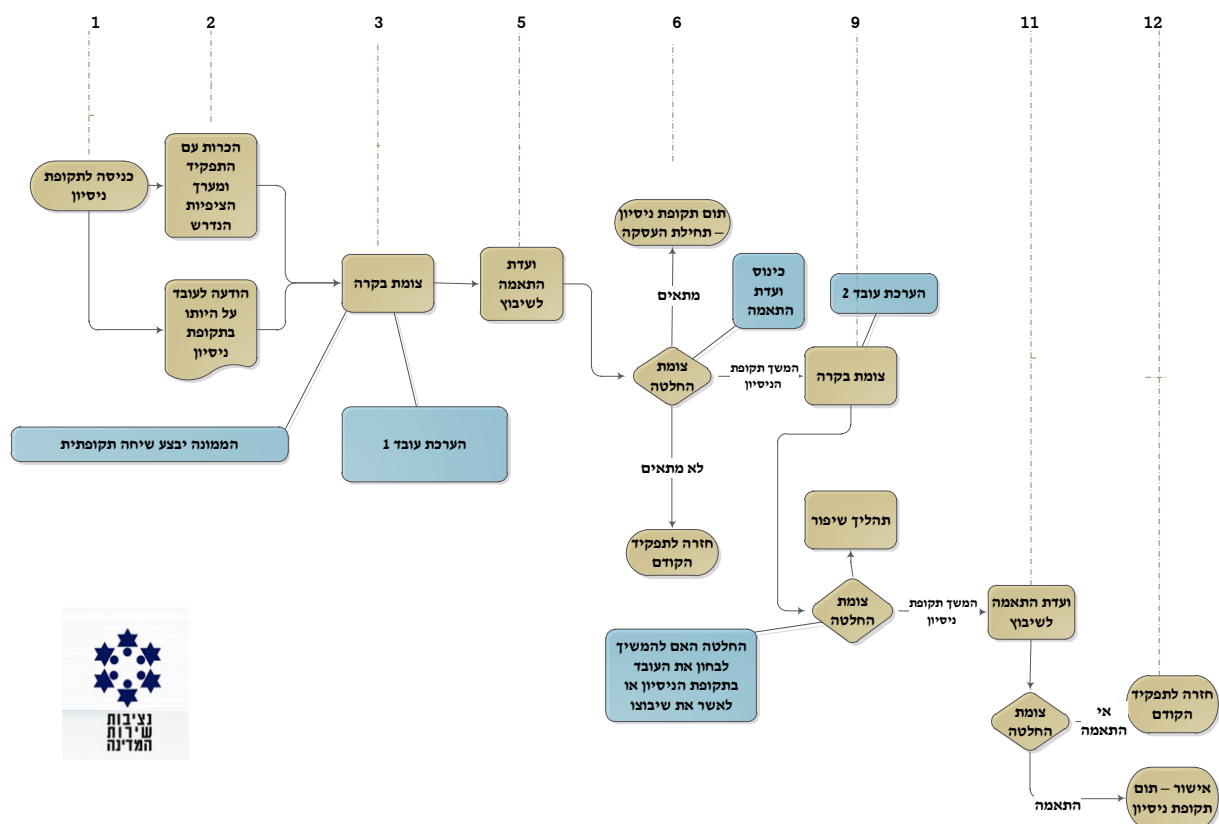 1 2 3 5 6 9 11 12
כניסה לתקופת
ניסיון
הכרות עם
התפקיד
ומערך
הציפיות
הנדרש
הודעה לעובד
על היותו
בתקופת
ניסיון
צומת בקרה
הממונה יבצע שיחה תקופתית
הערכת עובד 1
ועדת
התאמה
לשיבוץ
תום תקופת ניסיון
– תחילת העסקה
מתאים
כינוס
ועדת
התאמה
צומת
החלטה
לא מתאים
חזרה לתפקיד
הקודם
המשך תקופת
הניסיון
הערכת עובד 2
צומת בקרה
תהליך שיפור
צומת
החלטה
החלטה האם להמשיך
לבחון את העובד
בתקופת הניסיון או
לאשר את שיבוצו
המשך תקופת
ניסיון
ועדת התאמה
לשיבוץ
צומת
החלטה
אי
התאמה
חזרה לתפקיד
הקודם
התאמה
אישור – תום
תקופת ניסיון
נציבות
שירות
המדינה